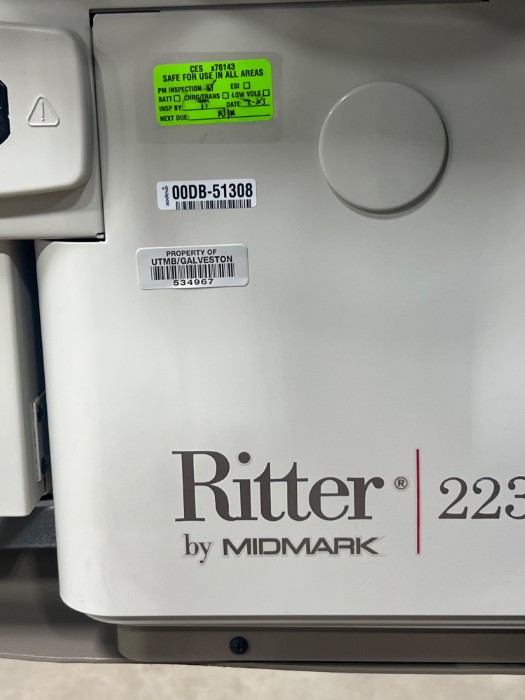 CES x76143
SAFE FOR USE IN ALL AREAS
PM INSPECTION ESI
BATT CHRG/TRANS LOW VOLT
INSP BY: DATE:
NEXT DUE: N/A
00DB-51308
PROPERTY OF
UTMB/GALVESTON
534967
Ritter ® 223
by MIDMARK